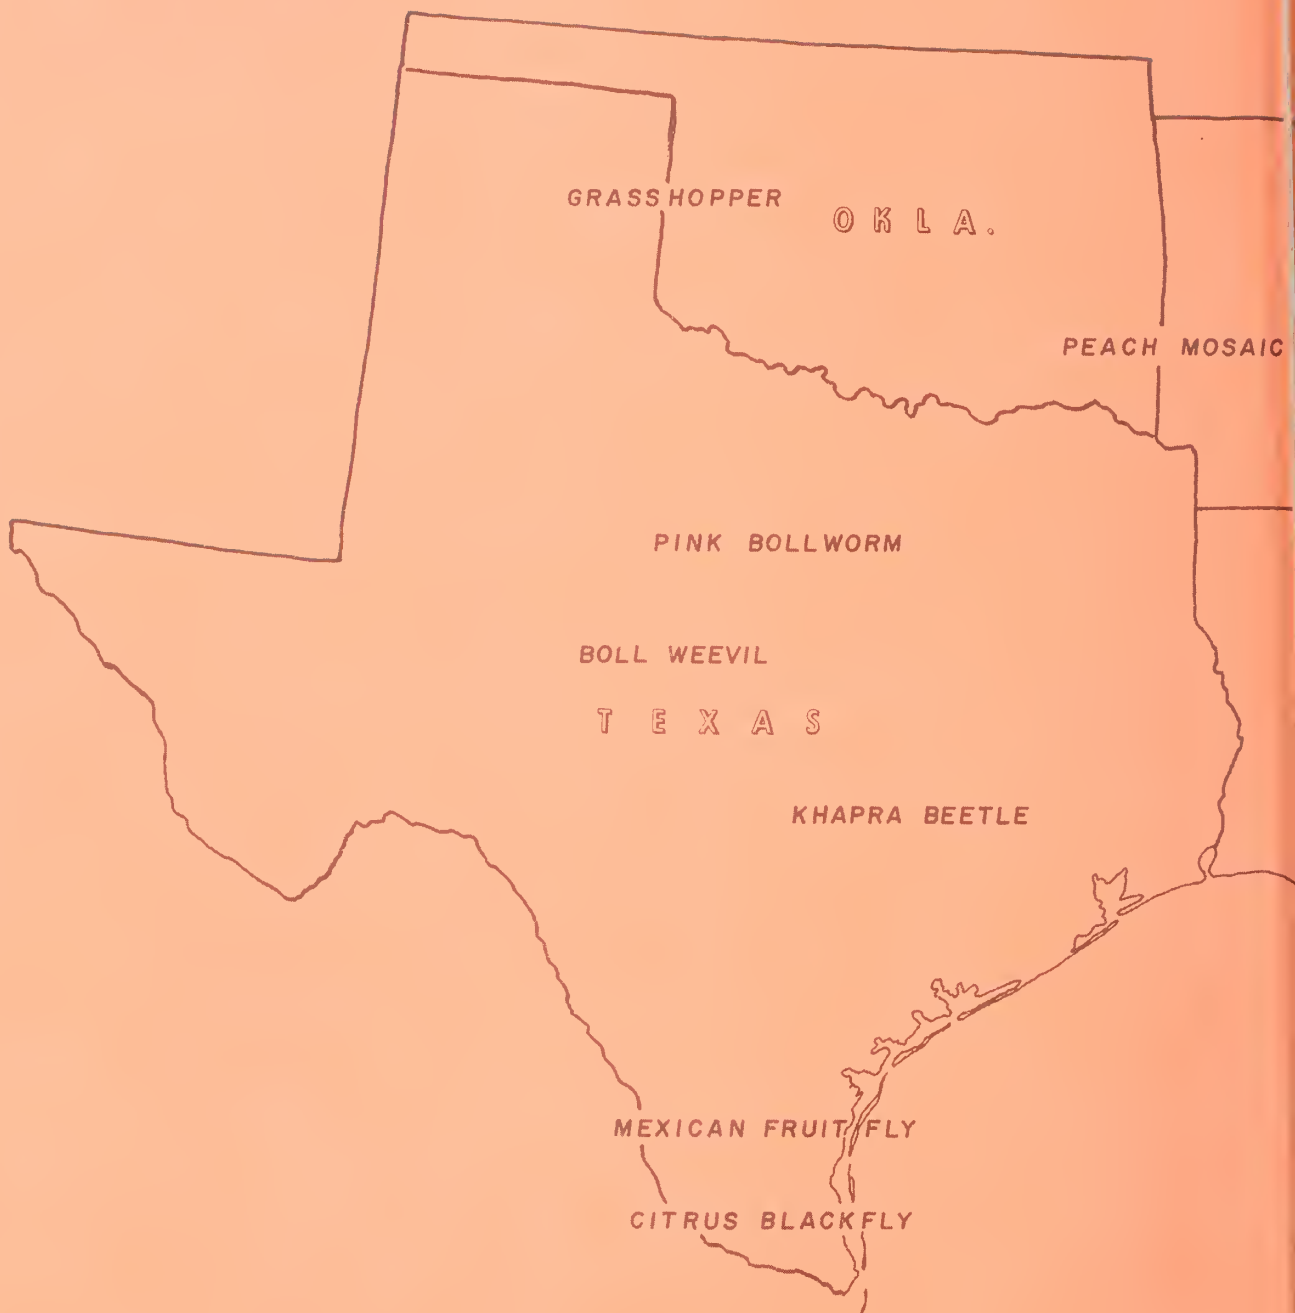 GRASSHOPPER
OKLA.
PEACH MOSAIC
PINK BOLLWORM
BOLL WEEVIL
TEXAS
KHAPRA BEETLE
MEXICAN FRUIT FLY
CITRUS BLACKFLY